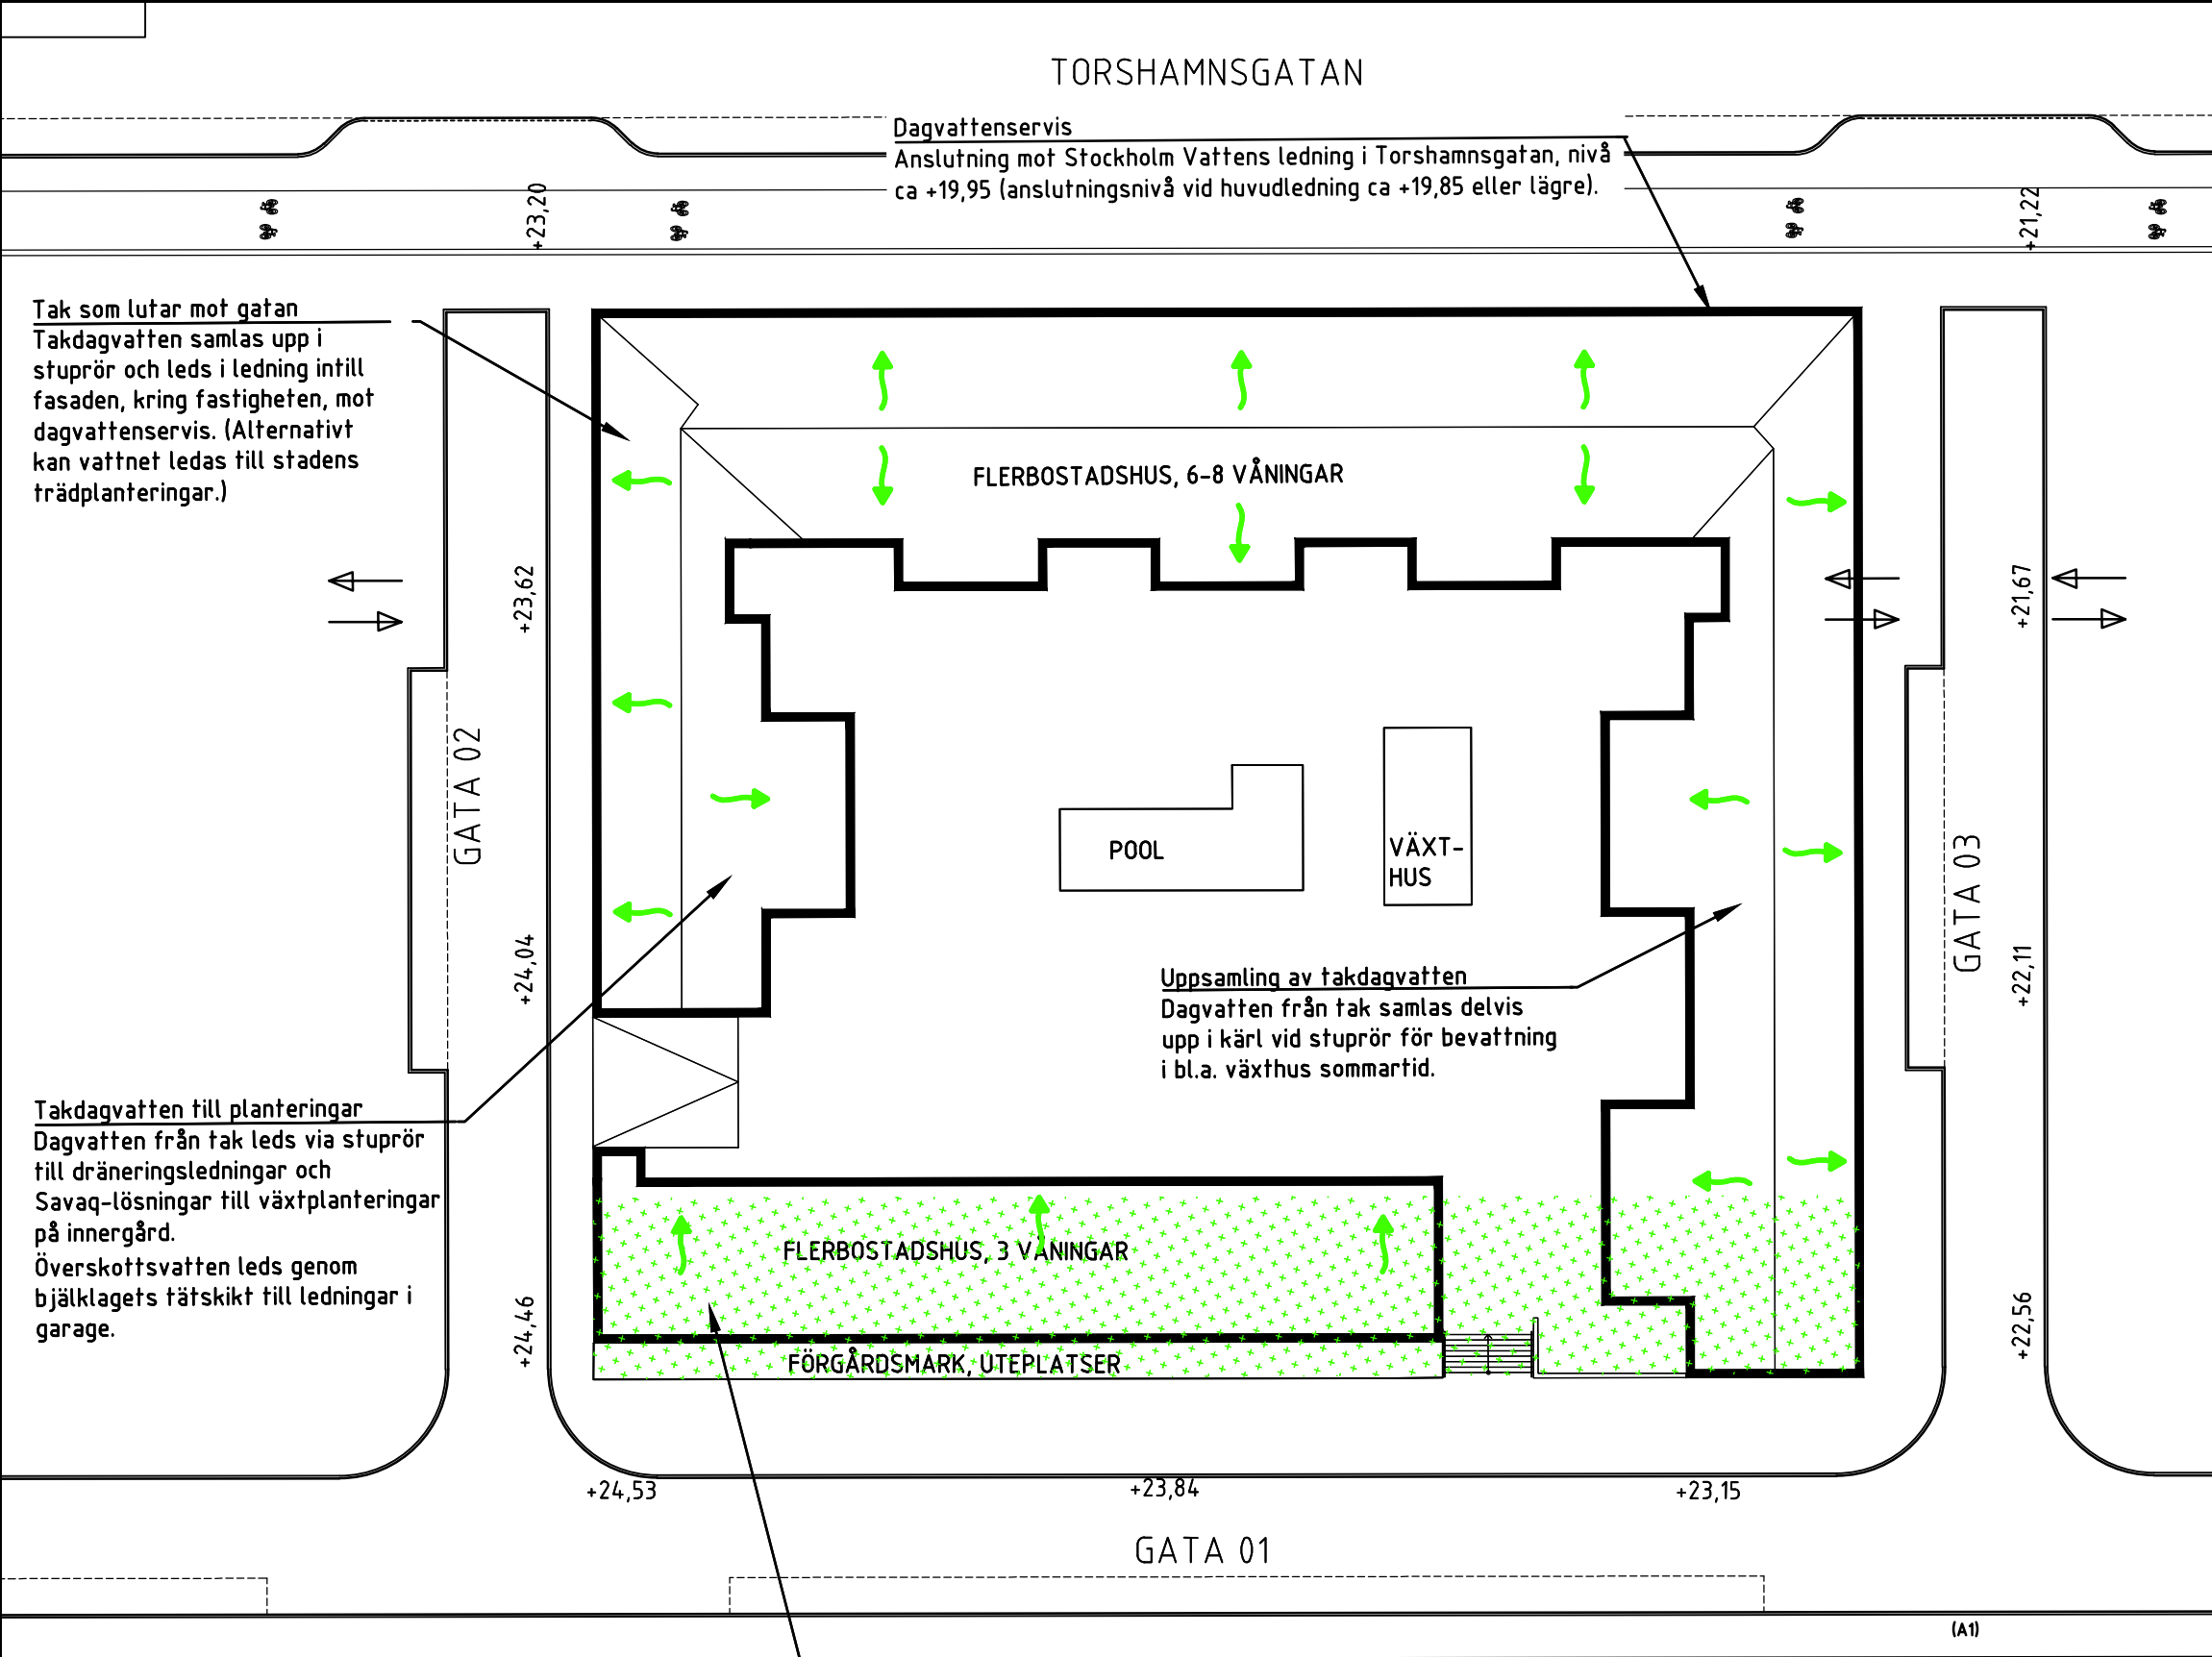 TORSHAMNSGATAN
Dagvattenservis
Anslutning mot Stockholm Vattens ledning i Torshamnsgatan, nivå
ca +19,95 (anslutningsnivå vid huvudledning ca +19,85 eller lägre).
+23,20
+21,22
Tak som lutar mot gatan
Takdagvatten samlas upp i
stuprör och leds i ledning intill
fasaden, kring fastigheten, mot
dagvattenservis. (Alternativt
kan vattnet ledas till stadens
trädplanteringar.)
FLERBOSTADSHUS, 6-8 VÅNINGAR
+23,62
+21,67
GATA 02
POOL
VÄXT-
HUS
GATA 03
+24,04
+22,11
Uppsamling av takdagvatten
Dagvatten från tak samlas delvis
upp i kärl vid stuprör för bevattning
i bl.a. växthus sommartid.
Takdagvatten till planteringar
Dagvatten från tak leds via stuprör
till dräneringsledningar och
Savaq-lösningar till växtplanteringar
på innergård.
Överskottsvatten leds genom
bjälklagets tätskikt till ledningar i
garage.
FLERBOSTADSHUS, 3 VÅNINGAR
+24,46
+22,56
FÖRGÅRDSMARK, UTEPLATSER
+24,53
+23,84
+23,15
GATA 01
(A1)